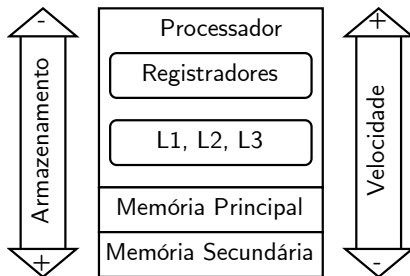 -
Armazenamento
+
Processador
Registradores
L1, L2, L3
Memória Principal
Memória Secundária
+
Velocidade
-